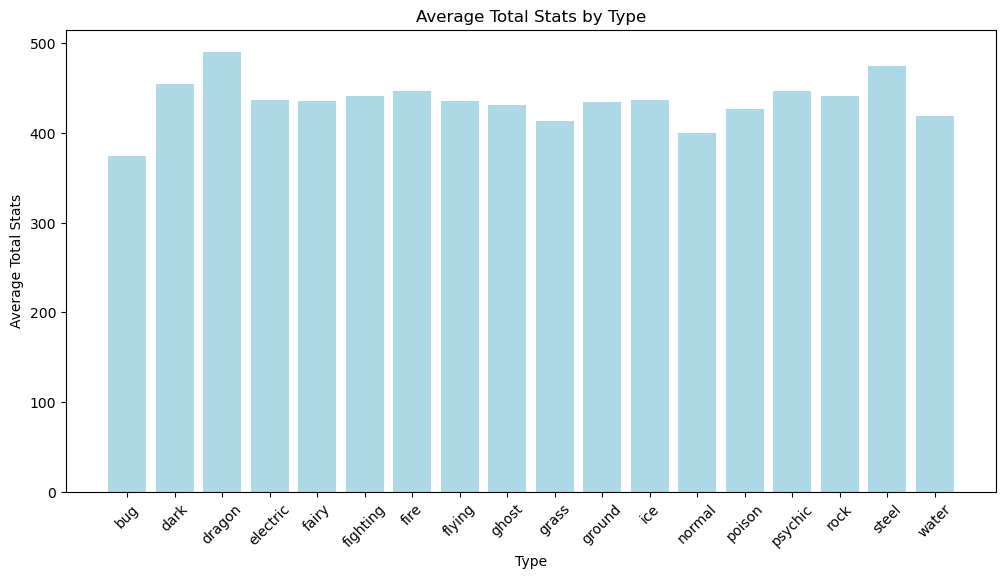 Average Total Stats by Type
Average Total Stats
500
400
300
200
100
0
bug
dark
dragon
electric
fairy
fighting
fire
flying
ghost
grass
ground
ice
normal
poison
psychic
rock
steel
water
Type